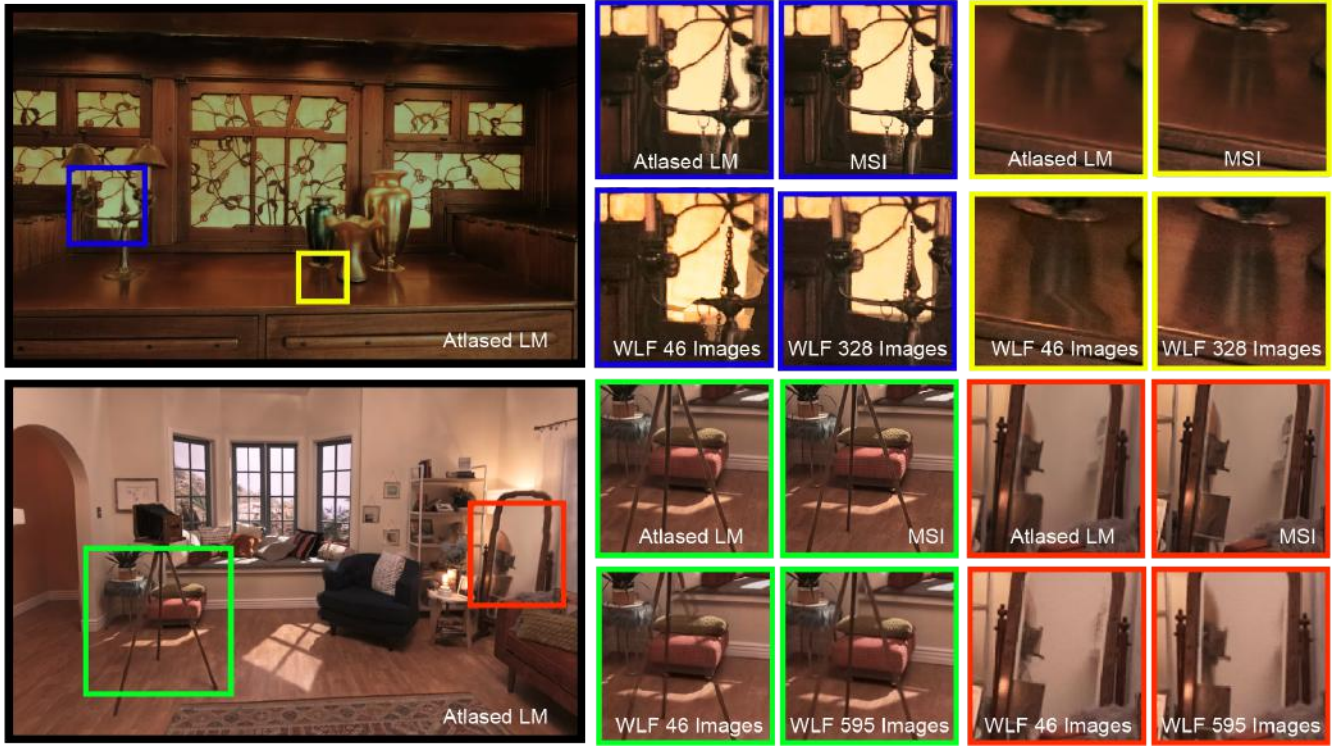 Atlased LM
Atlased LM
MSI
Atlased LM
MSI
WLF 46 Images
WLF 328 Images
WLF 46 Images
WLF 328 Images
Atlased LM
Atlased LM
MSI
Atlased LM
MSI
WLF 46 Images
WLF 595 Images
WLF 46 Images
WLF 595 Images